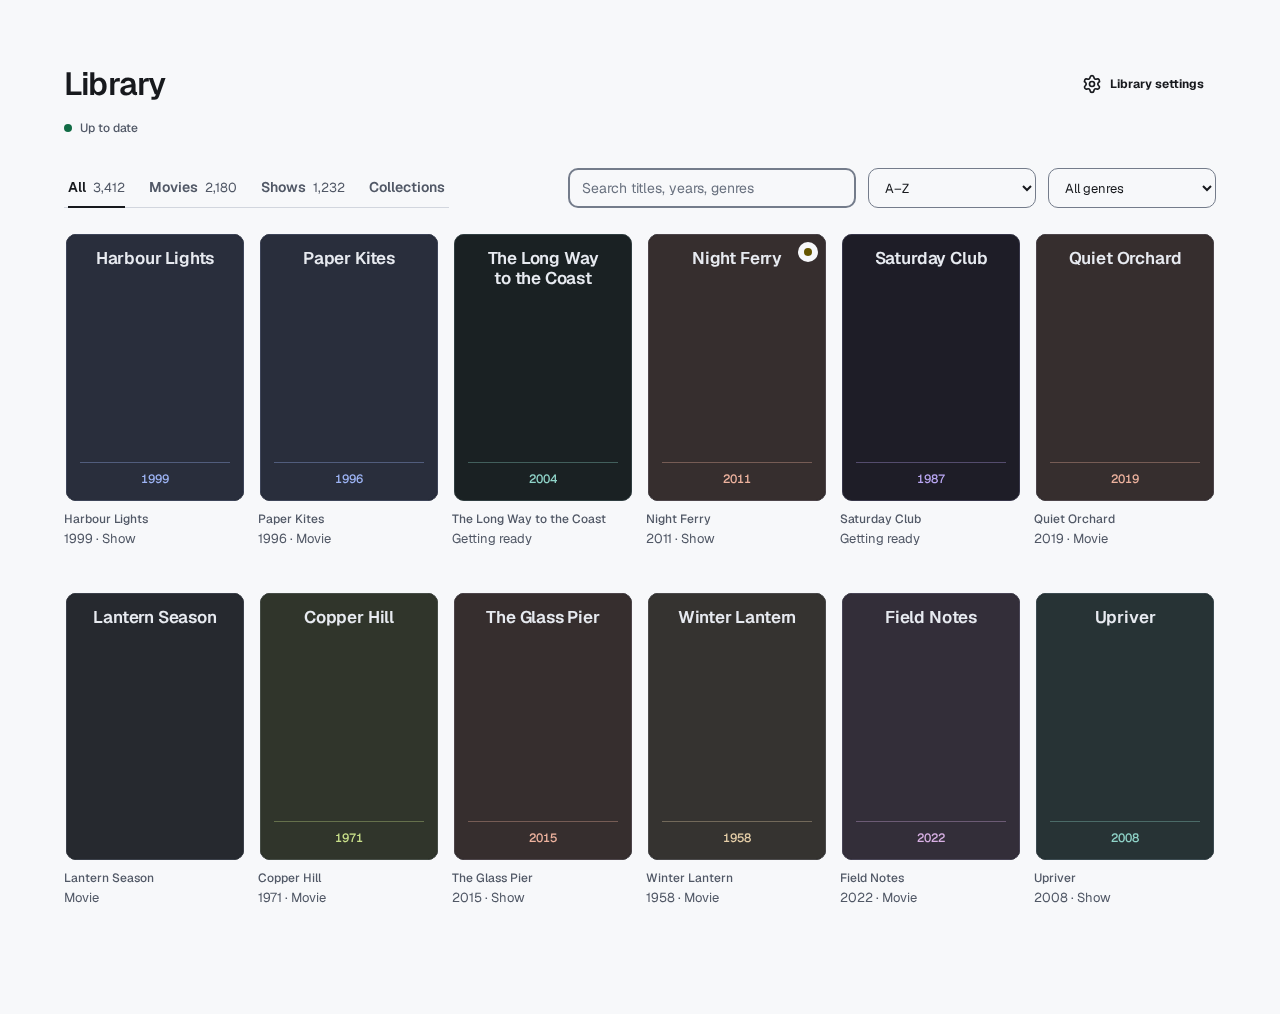 Library
Library settings
Up to date
All 3,412 Movies 2,180 Shows 1,232 Collections
Search titles, years, genres
A–Z
All genres
Harbour Lights
1999
Harbour Lights
1999 · Show
Paper Kites
1996
Paper Kites
1996 · Movie
The Long Way
to the Coast
2004
The Long Way to the Coast
Getting ready
Night Ferry
2011
Night Ferry
2011 · Show
Saturday Club
1987
Saturday Club
Getting ready
Quiet Orchard
2019
Quiet Orchard
2019 · Movie
Lantern Season
Lantern Season
Movie
Copper Hill
1971
Copper Hill
1971 · Movie
The Glass Pier
2015
The Glass Pier
2015 · Show
Winter Lantern
1958
Winter Lantern
1958 · Movie
Field Notes
2022
Field Notes
2022 · Movie
Upriver
2008
Upriver
2008 · Show